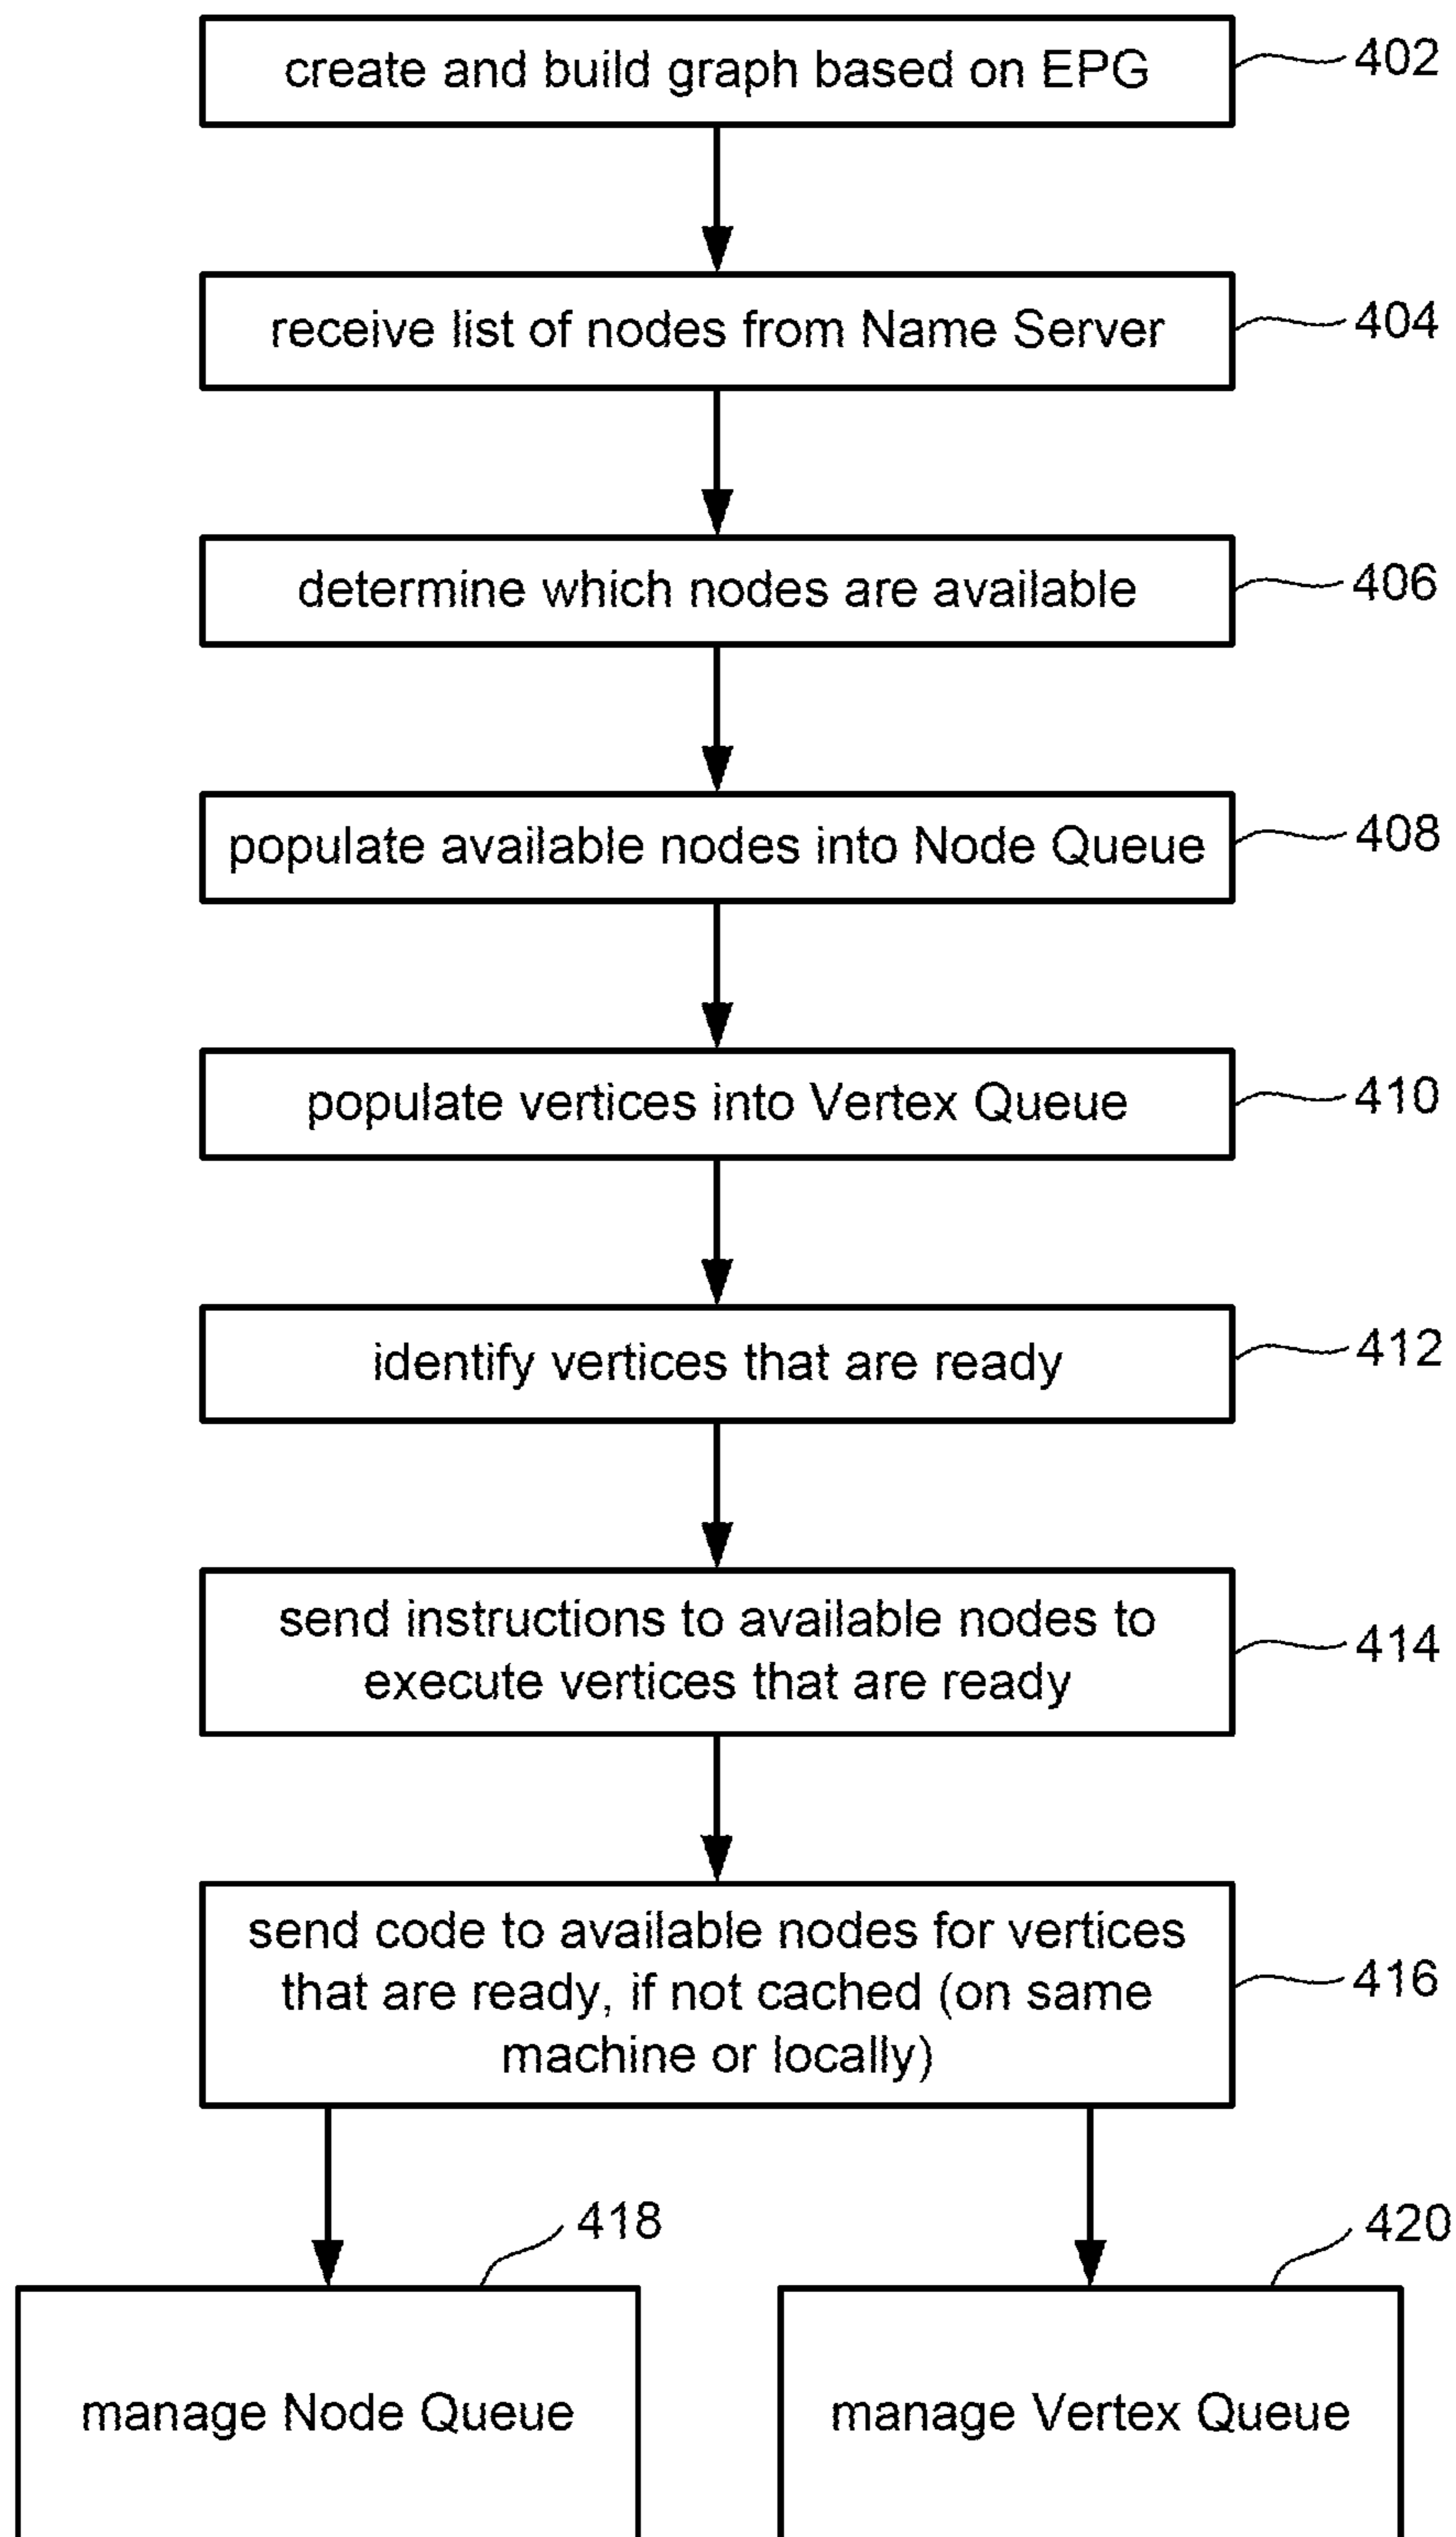 create and build graph based on EPG
402
receive list of nodes from Name Server
404
determine which nodes are available
406
populate available nodes into Node Queue
408
populate vertices into Vertex Queue
410
identify vertices that are ready
412
send instructions to available nodes to
execute vertices that are ready
414
send code to available nodes for vertices
that are ready, if not cached (on same
machine or locally)
416
418
420
manage Node Queue
manage Vertex Queue